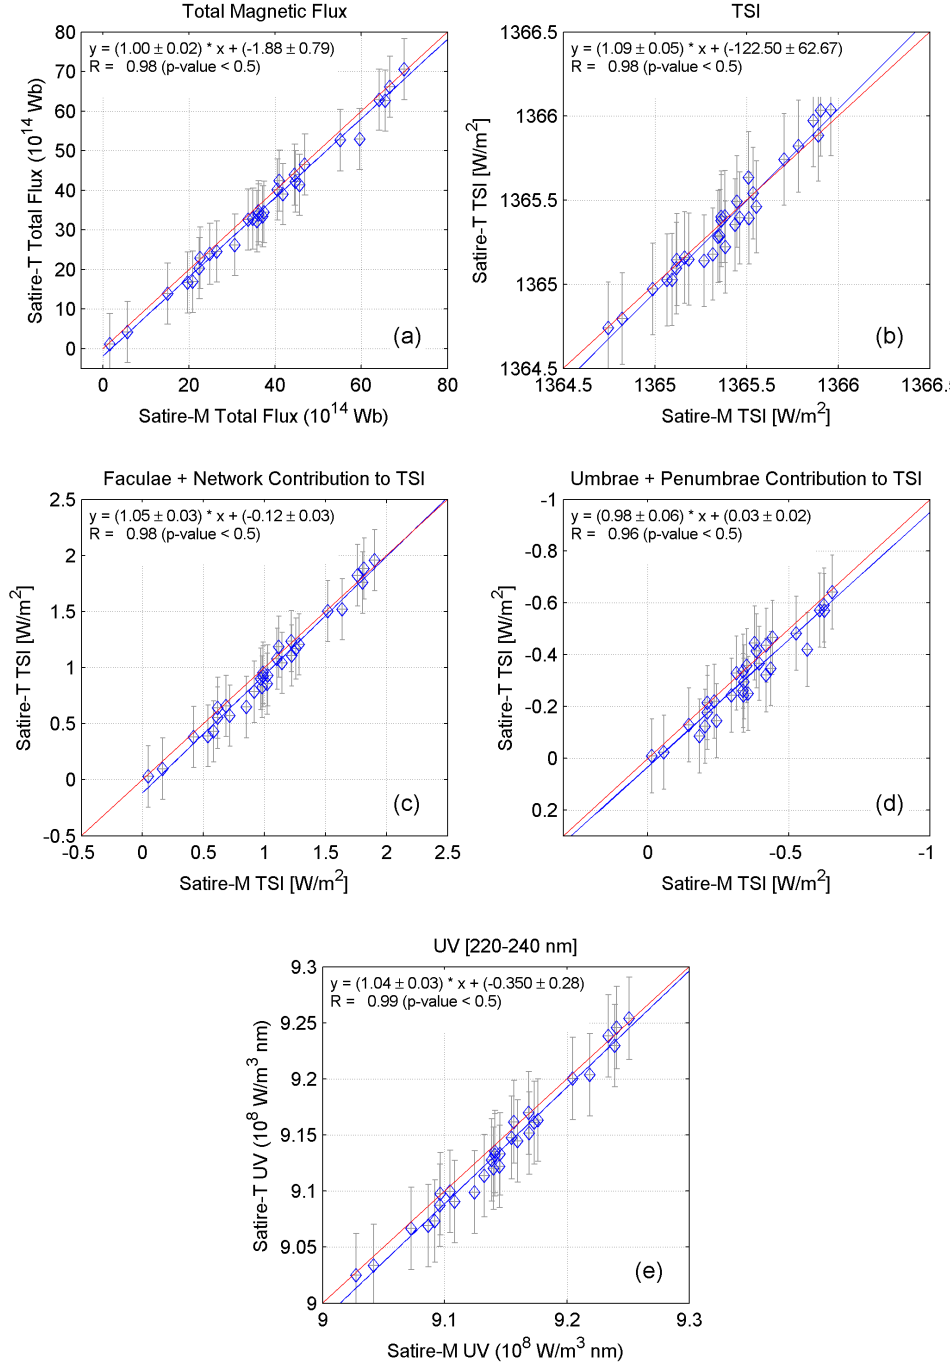 Total Magnetic Flux
y = (1.00 ± 0.02) * x + (-1.88 ± 0.79)
R = 0.98 (p-value < 0.5)
80
70
60
50
40
30
20
10
0
Satire-T Total Flux (10^14 Wb)
(a)
0 20 40 60 80
Satire-M Total Flux (10^14 Wb)
TSI
y = (1.09 ± 0.05) * x + (-122.50 ± 62.67)
R = 0.98 (p-value < 0.5)
1366.5
1366
1365.5
1365
1364.5
Satire-T TSI [W/m^2]
(b)
1364.5 1365 1365.5 1366 1366.5
Satire-M TSI [W/m^2]
Faculae + Network Contribution to TSI
y = (1.05 ± 0.03) * x + (-0.12 ± 0.03)
R = 0.98 (p-value < 0.5)
2.5
2
1.5
1
0.5
0
-0.5
Satire-T TSI [W/m^2]
(c)
-0.5 0 0.5 1 1.5 2 2.5
Satire-M TSI [W/m^2]
Umbrae + Penumbrae Contribution to TSI
y = (0.98 ± 0.06) * x + (0.03 ± 0.02)
R = 0.96 (p-value < 0.5)
-1
-0.8
-0.6
-0.4
-0.2
0
0.2
Satire-T TSI [W/m^2]
(d)
0 -0.5 -1
Satire-M TSI [W/m^2]
UV [220-240 nm]
y = (1.04 ± 0.03) * x + (-0.350 ± 0.28)
R = 0.99 (p-value < 0.5)
9.3
9.25
9.2
9.15
9.1
9.05
9
Satire-T UV (10^8 W/m^3 nm)
(e)
9 9.1 9.2 9.3
Satire-M UV (10^8 W/m^3 nm)